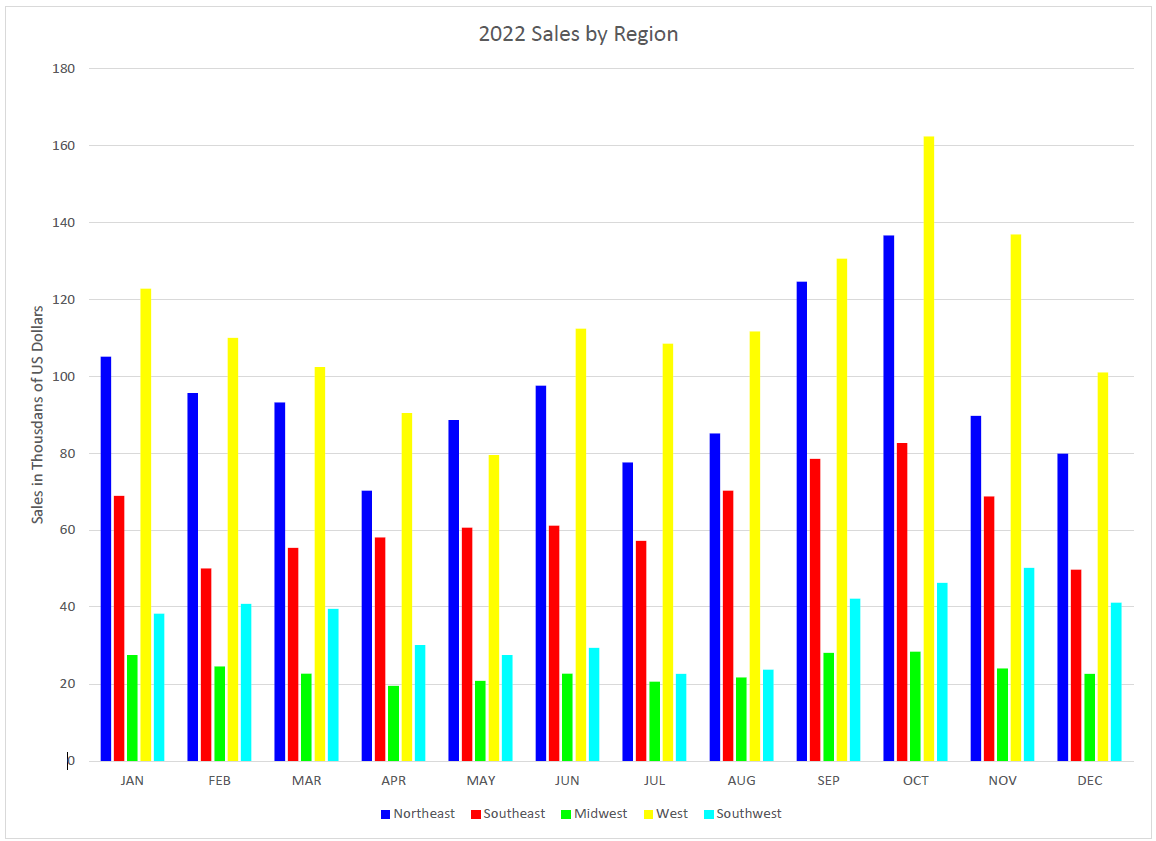 2022 Sales by Region
180
160
140
120
100
80
60
40
20
0
Sales in Thousdans of US Dollars
JAN FEB MAR APR MAY JUN JUL AUG SEP OCT NOV DEC
Northeast Southeast Midwest West Southwest